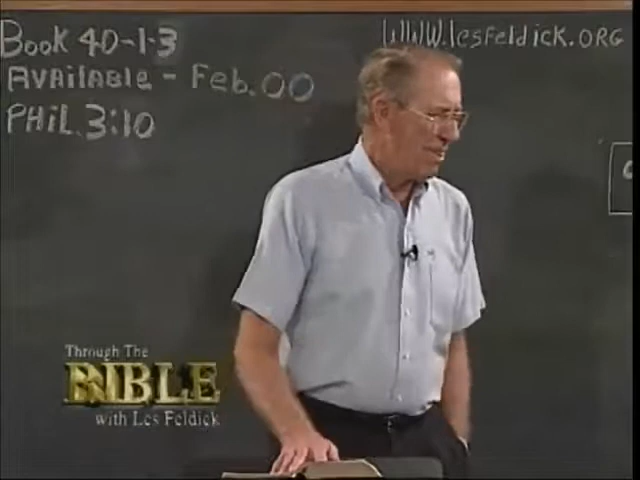 Book 40-1-3
Available - Feb.00
Phil. 3:10
WWW.lesfeldick.ORG
Through The
BIBLE
with Les Feldick